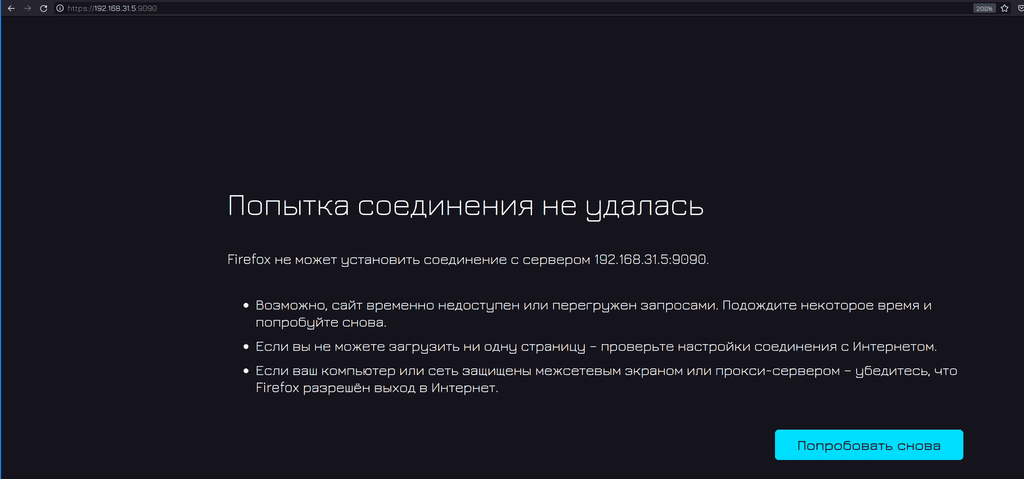 https://192.168.31.5:9090
200%
Попытка соединения не удалась
Firefox не может установить соединение с сервером 192.168.31.5:9090.
Возможно, сайт временно недоступен или перегружен запросами. Подождите некоторое время и
попробуйте снова.
Если вы не можете загрузить ни одну страницу – проверьте настройки соединения с Интернетом.
Если ваш компьютер или сеть защищены межсетевым экраном или прокси-сервером – убедитесь, что
Firefox разрешён выход в Интернет.
Попробовать снова